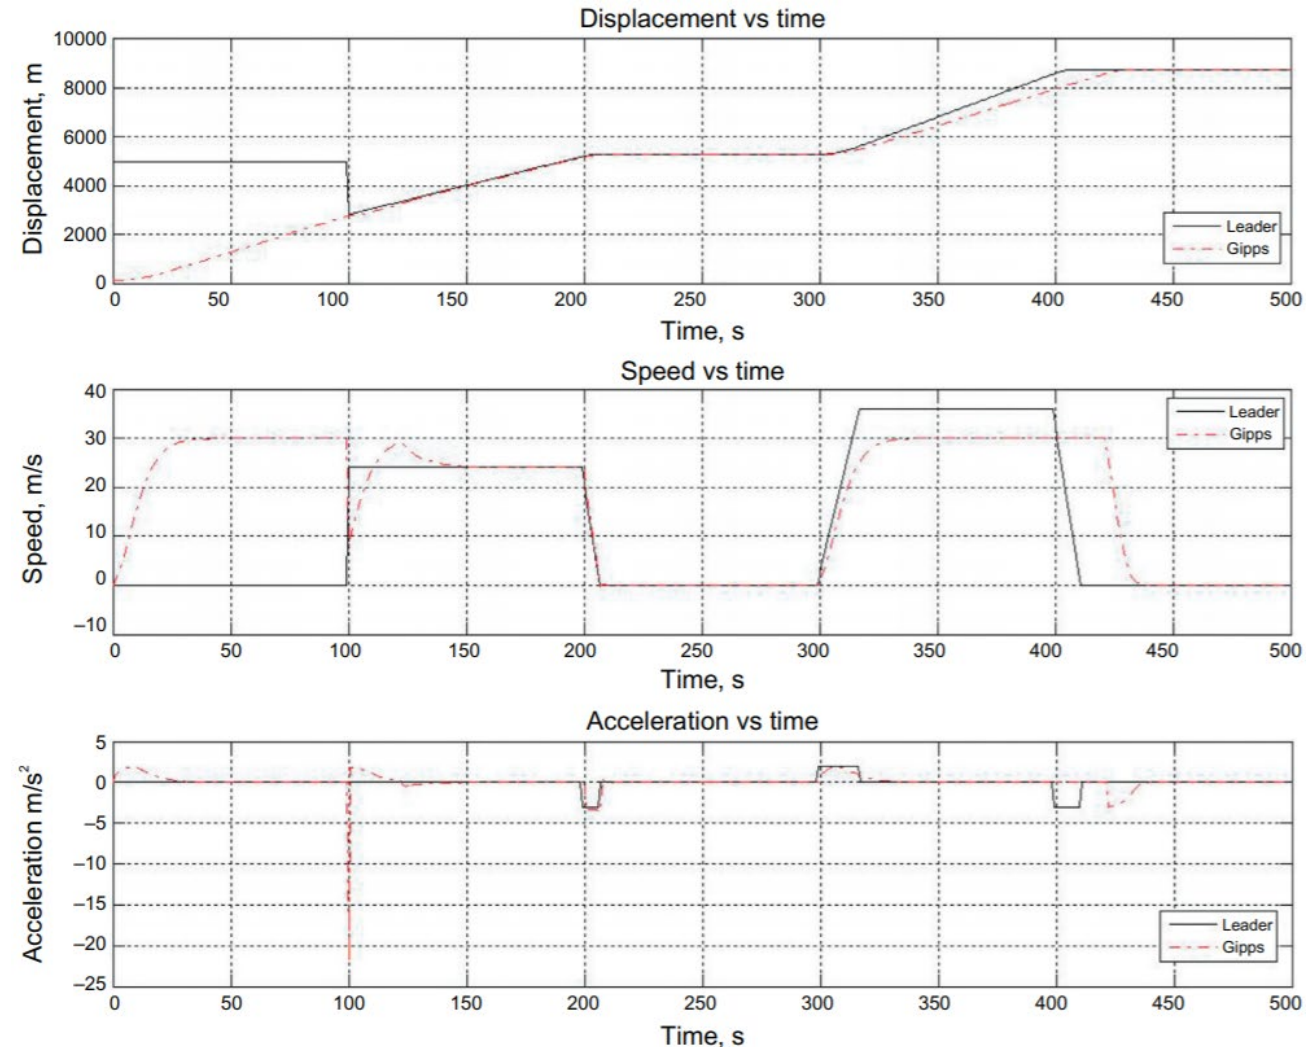 Displacement vs time
10000
8000
6000
4000
2000
0
Displacement, m
Leader
Gipps
0 50 100 150 200 250 300 350 400 450 500
Time, s
Speed vs time
40
30
20
10
0
–10
Speed, m/s
Leader
Gipps
0 50 100 150 200 250 300 350 400 450 500
Time, s
Acceleration vs time
5
0
–5
–10
–15
–20
–25
Acceleration m/s²
Leader
Gipps
0 50 100 150 200 250 300 350 400 450 500
Time, s